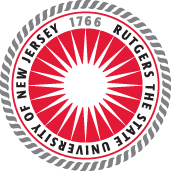 1766
RUTGERS THE STATE UNIVERSITY OF NEW JERSEY